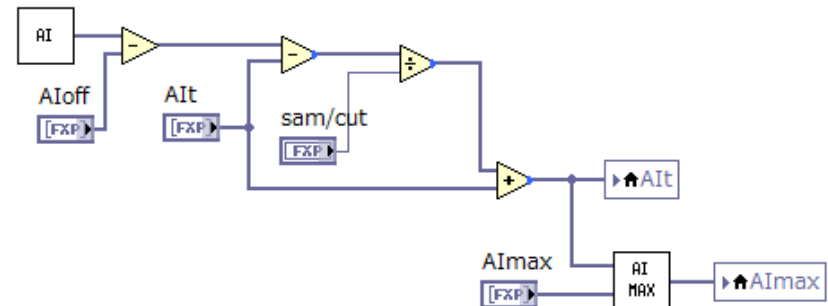 AI
AIoff
[FXP]
AIt
[FXP]
sam/cut
FXP
AIt
AImax
[FXP]
AI
MAX
AImax